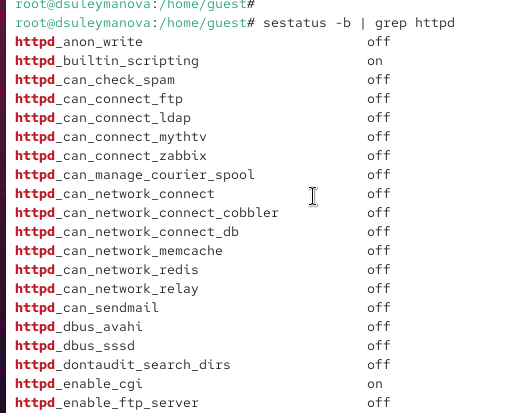 root@dsuleymanova:/home/guest#
root@dsuleymanova:/home/guest# sestatus -b | grep httpd
httpd_anon_write                            off
httpd_builtin_scripting                     on
httpd_can_check_spam                        off
httpd_can_connect_ftp                       off
httpd_can_connect_ldap                      off
httpd_can_connect_mythtv                    off
httpd_can_connect_zabbix                    off
httpd_can_manage_courier_spool              off
httpd_can_network_connect                   off
httpd_can_network_connect_cobbler           off
httpd_can_network_connect_db                off
httpd_can_network_memcache                  off
httpd_can_network_redis                     off
httpd_can_network_relay                     off
httpd_can_sendmail                          off
httpd_dbus_avahi                            off
httpd_dbus_sssd                             off
httpd_dontaudit_search_dirs                 off
httpd_enable_cgi                            on
httpd_enable_ftp_server                     off